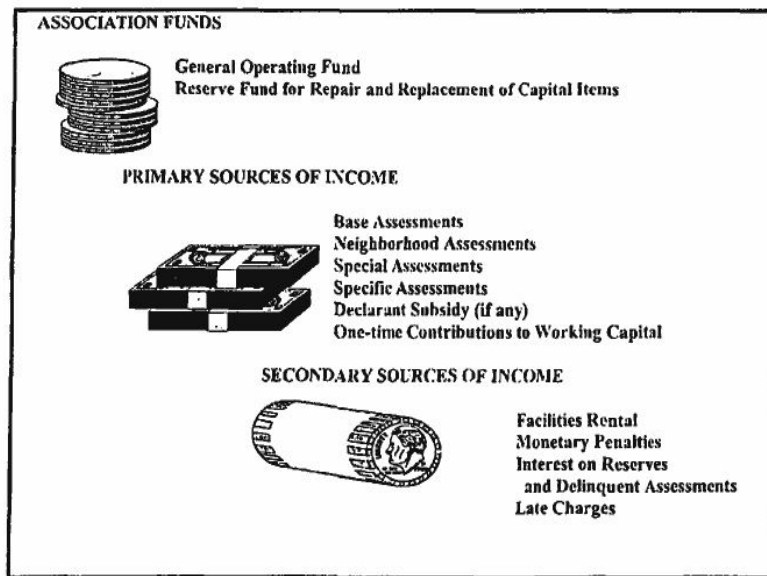 ASSOCIATION FUNDS
General Operating Fund
Reserve Fund for Repair and Replacement of Capital Items
PRIMARY SOURCES OF INCOME
Base Assessments
Neighborhood Assessments
Special Assessments
Specific Assessments
Declarant Subsidy (if any)
One-time Contributions to Working Capital
SECONDARY SOURCES OF INCOME
Facilities Rental
Monetary Penalties
Interest on Reserves
and Delinquent Assessments
Late Charges